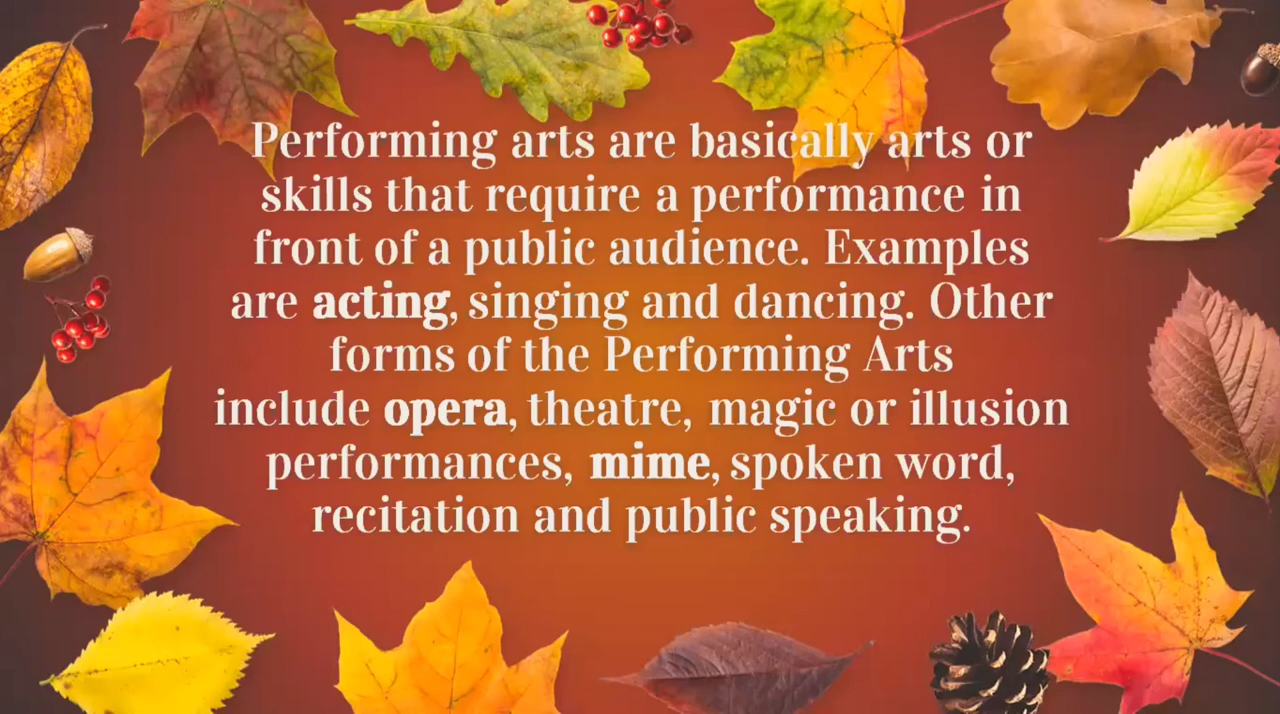 Performing arts are basically arts or
skills that require a performance in
front of a public audience. Examples
are acting, singing and dancing. Other
forms of the Performing Arts
include opera, theatre, magic or illusion
performances, mime, spoken word,
recitation and public speaking.